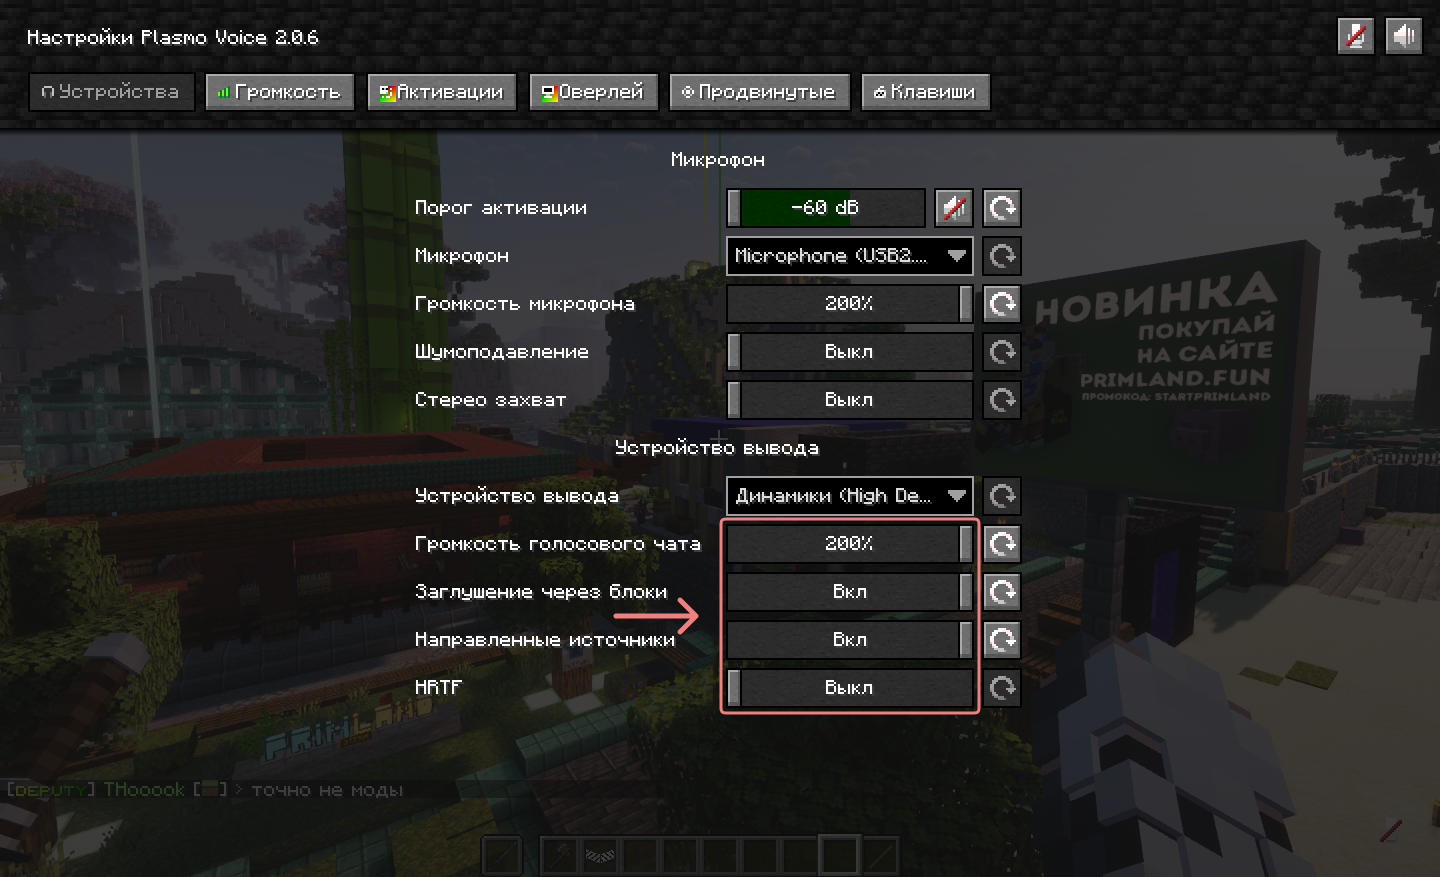 Настройки Plasmo Voice 2.0.6
Устройства
Громкость
Активации
Оверлей
Продвинутые
Клавиши
Микрофон
Порог активации
-60 dB
Микрофон
Microphone (USB2....
Громкость микрофона
200%
Шумоподавление
Выкл
Стерео захват
Выкл
НОВИНКА
ПОКУПАЙ
НА САЙТЕ
PRIMLAND.FUN
ПРОМОКОД: STARTPRIMLAND
Устройство вывода
Устройство вывода
Динамики (High De...
Громкость голосового чата
200%
Заглушение через блоки
Вкл
Направленные источники
Вкл
HRTF
Выкл
PRIMLAND
[DEPUTY] THooook [ ] > точно не моды